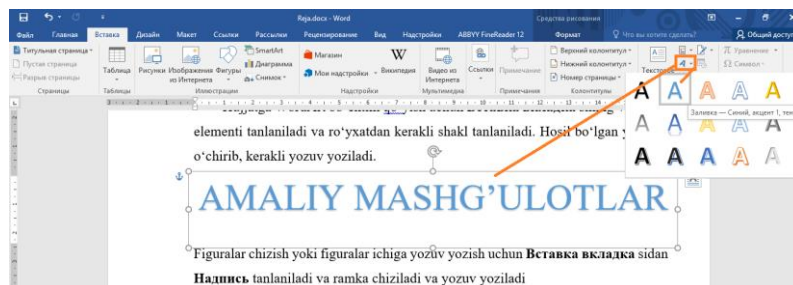 Reja.docx - Word
Средства рисования
Файл Главная Вставка Дизайн Макет Ссылки Рассылки Рецензирование Вид Надстройки ABBYY FineReader 12 Формат Что вы хотите сделать? Общий доступ
Титульная страница
Пустая страница
Разрыв страницы
Страницы
Таблица
Таблицы
Рисунки
Изображения из Интернета
Фигуры
SmartArt
Диаграмма
Снимок
Иллюстрации
Магазин
Мои надстройки
Википедия
Надстройки
Видео из Интернета
Мультимедиа
Ссылки
Примечание
Примечания
Верхний колонтитул
Нижний колонтитул
Номер страницы
Колонтитулы
Уравнение
Символ
Заливка — Синий, акцент 1, тен
elementi tanlaniladi va ro‘yxatdan kerakli shakl tanlaniladi. Hosil bo‘lgan
o‘chirib, kerakli yozuv yoziladi.
AMALIY MASHG’ULOTLAR
Figuralar chizish yoki figuralar ichiga yozuv yozish uchun Вставка вкладка sidan
Надпись tanlaniladi va ramka chiziladi va yozuv yoziladi